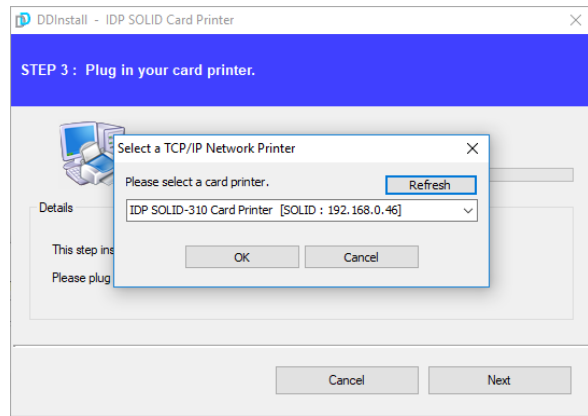 DDInstall - IDP SOLID Card Printer
STEP 3 : Plug in your card printer.
Select a TCP/IP Network Printer
Please select a card printer.
Refresh
IDP SOLID-310 Card Printer [SOLID : 192.168.0.46]
OK Cancel
Details
This step ins
Please plug
Cancel Next